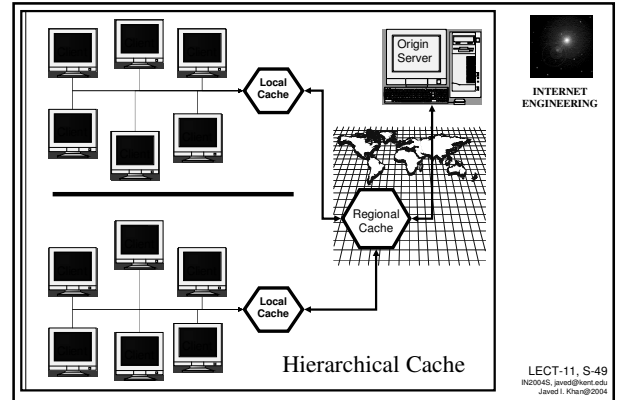 Origin
Server
Local
Cache
Regional
Cache
Local
Cache
Hierarchical Cache
INTERNET
ENGINEERING
LECT-11, S-49
IN2004S, javed@kent.edu
Javed I. Khan@2004